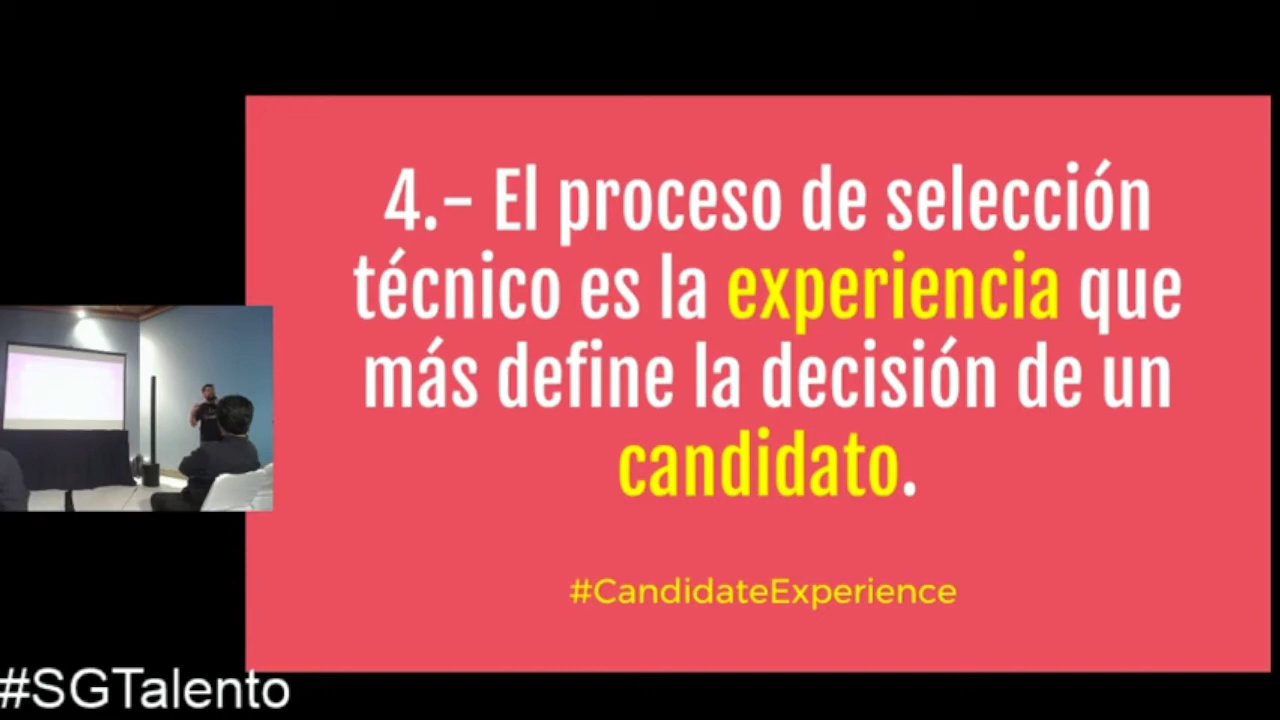 4.- El proceso de selección
técnico es la experiencia que
más define la decisión de un
candidato.
#CandidateExperience
#SGTalento